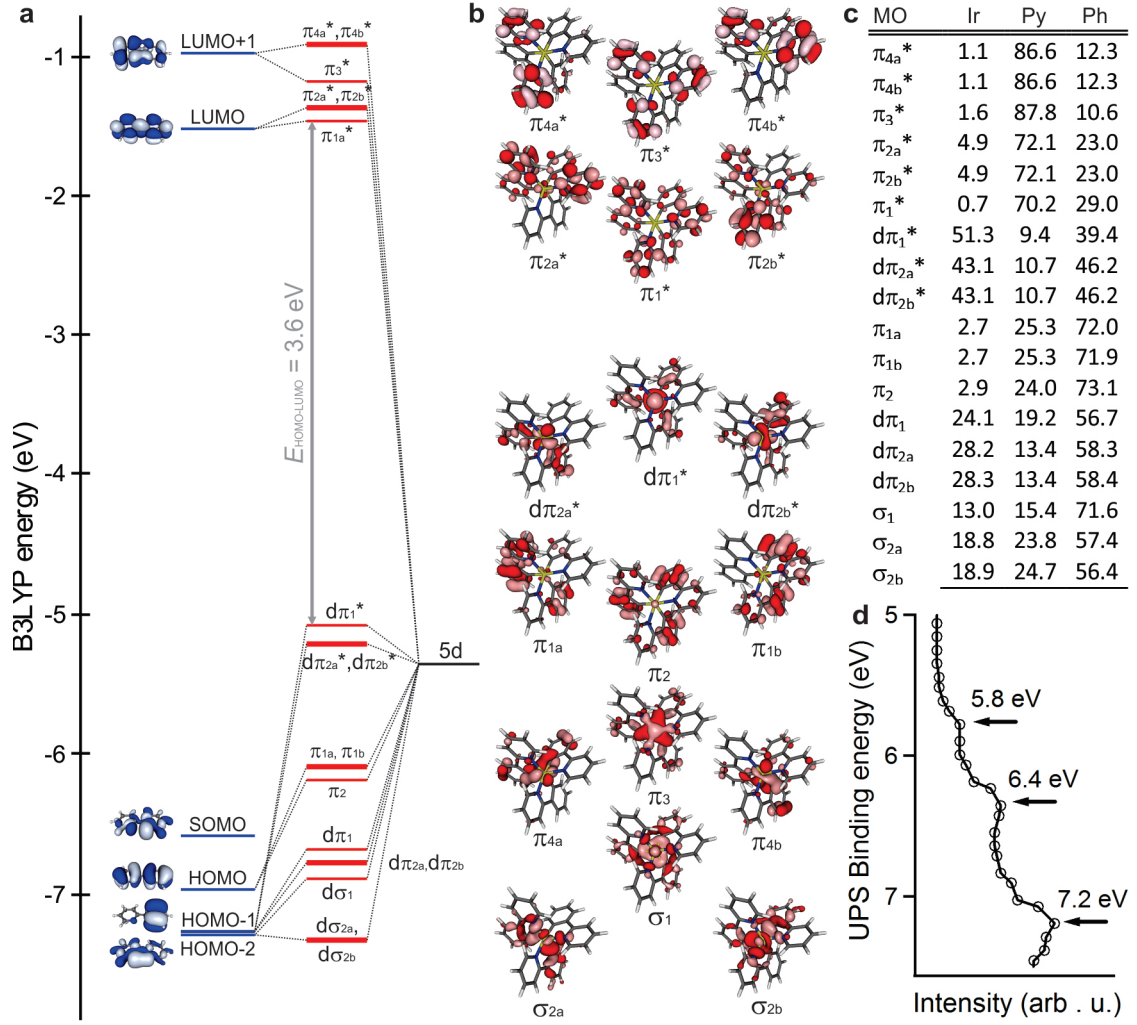 a
B3LYP energy (eV)
-1
-2
-3
-4
-5
-6
-7
LUMO+1
LUMO
SOMO
HOMO
HOMO-1
HOMO-2
π4a*,π4b*
π3*
π2a*,π2b*
π1a*
EHOMO-LUMO = 3.6 eV
dπ1*
dπ2a*,dπ2b*
5d
π1a, π1b
π2
dπ1
dπ2a,dπ2b
dσ1
dσ2a,
dσ2b
b
π4a*
π3*
π4b*
π2a*
π1*
π2b*
dπ1*
dπ2a*
dπ2b*
π1a
π2
π1b
π3
π4a
π4b
σ1
σ2a
σ2b
c MO Ir Py Ph
π4a* 1.1 86.6 12.3
π4b* 1.1 86.6 12.3
π3* 1.6 87.8 10.6
π2a* 4.9 72.1 23.0
π2b* 4.9 72.1 23.0
π1* 0.7 70.2 29.0
dπ1* 51.3 9.4 39.4
dπ2a* 43.1 10.7 46.2
dπ2b* 43.1 10.7 46.2
π1a 2.7 25.3 72.0
π1b 2.7 25.3 71.9
π2 2.9 24.0 73.1
dπ1 24.1 19.2 56.7
dπ2a 28.2 13.4 58.3
dπ2b 28.3 13.4 58.4
σ1 13.0 15.4 71.6
σ2a 18.8 23.8 57.4
σ2b 18.9 24.7 56.4
d
UPS Binding energy (eV)
5
6
7
5.8 eV
6.4 eV
7.2 eV
Intensity (arb . u.)